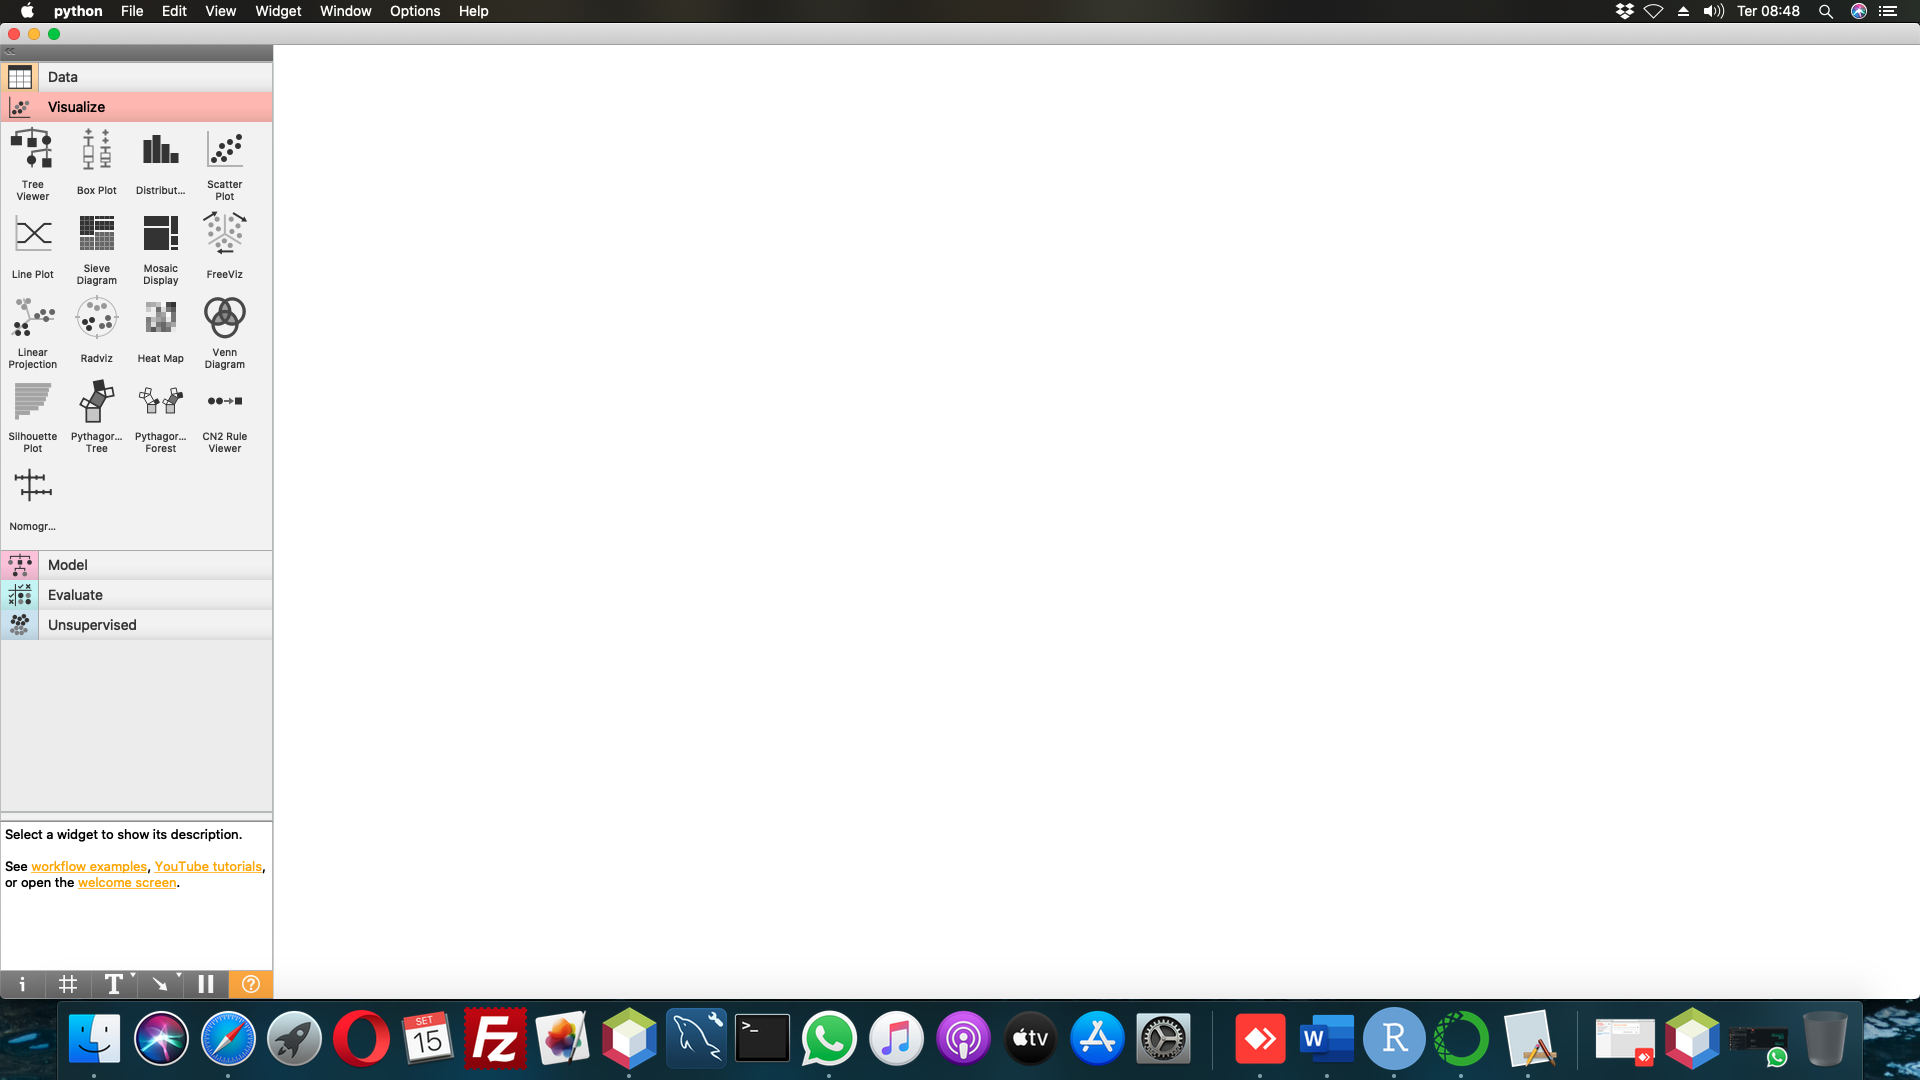 python File Edit View Widget Window Options Help Ter 08:48
Data
Visualize
Tree Viewer
Box Plot
Distribut...
Scatter Plot
Line Plot
Sieve Diagram
Mosaic Display
FreeViz
Linear Projection
Radviz
Heat Map
Venn Diagram
Silhouette Plot
Pythagor... Tree
Pythagor... Forest
CN2 Rule Viewer
Nomogr...
Model
Evaluate
Unsupervised
Select a widget to show its description.
See workflow examples, YouTube tutorials,
or open the welcome screen.
i # T ?
SET
15
Fz
>_
tv
W
R